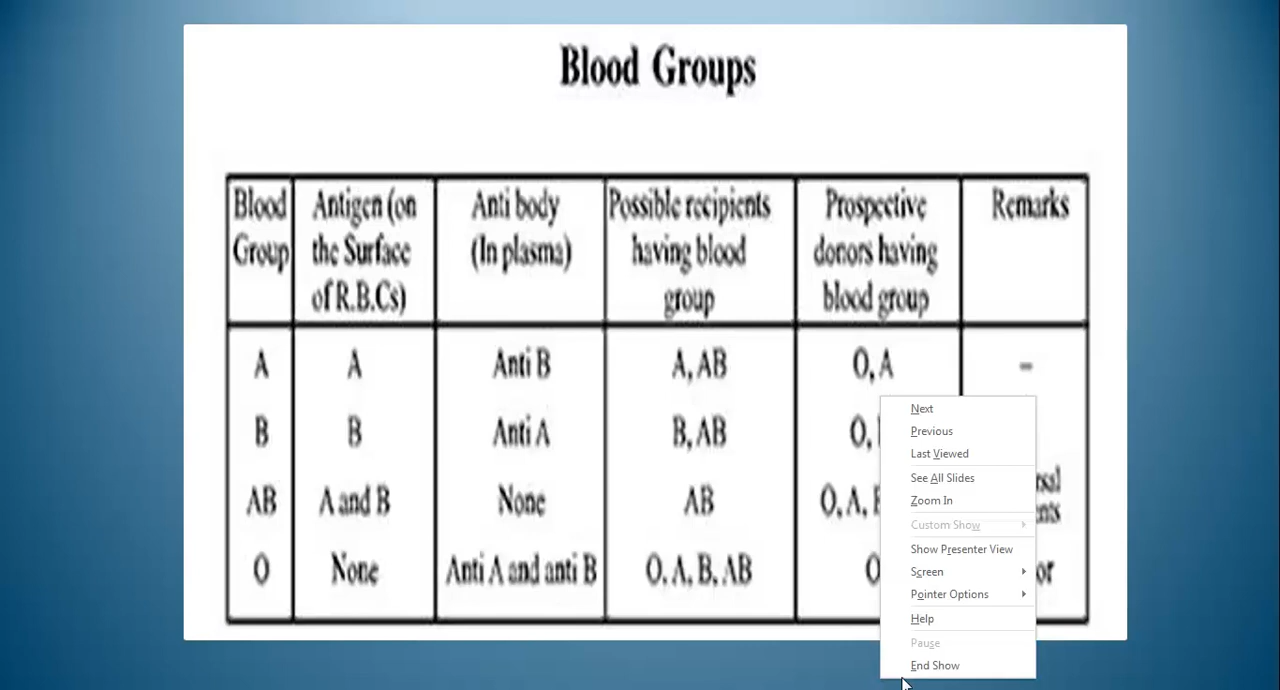 Blood Groups
Blood Group Antigen (on the Surface of R.B.Cs) Anti body (In plasma) Possible recipients having blood group Prospective donors having blood group Remarks
A A Anti B A, AB O, A –
B B Anti A B, AB O,
AB A and B None AB O, A,
O None Anti A and anti B O, A, B, AB O
Next
Previous
Last Viewed
See All Slides
Zoom In
Custom Show
Show Presenter View
Screen
Pointer Options
Help
Pause
End Show